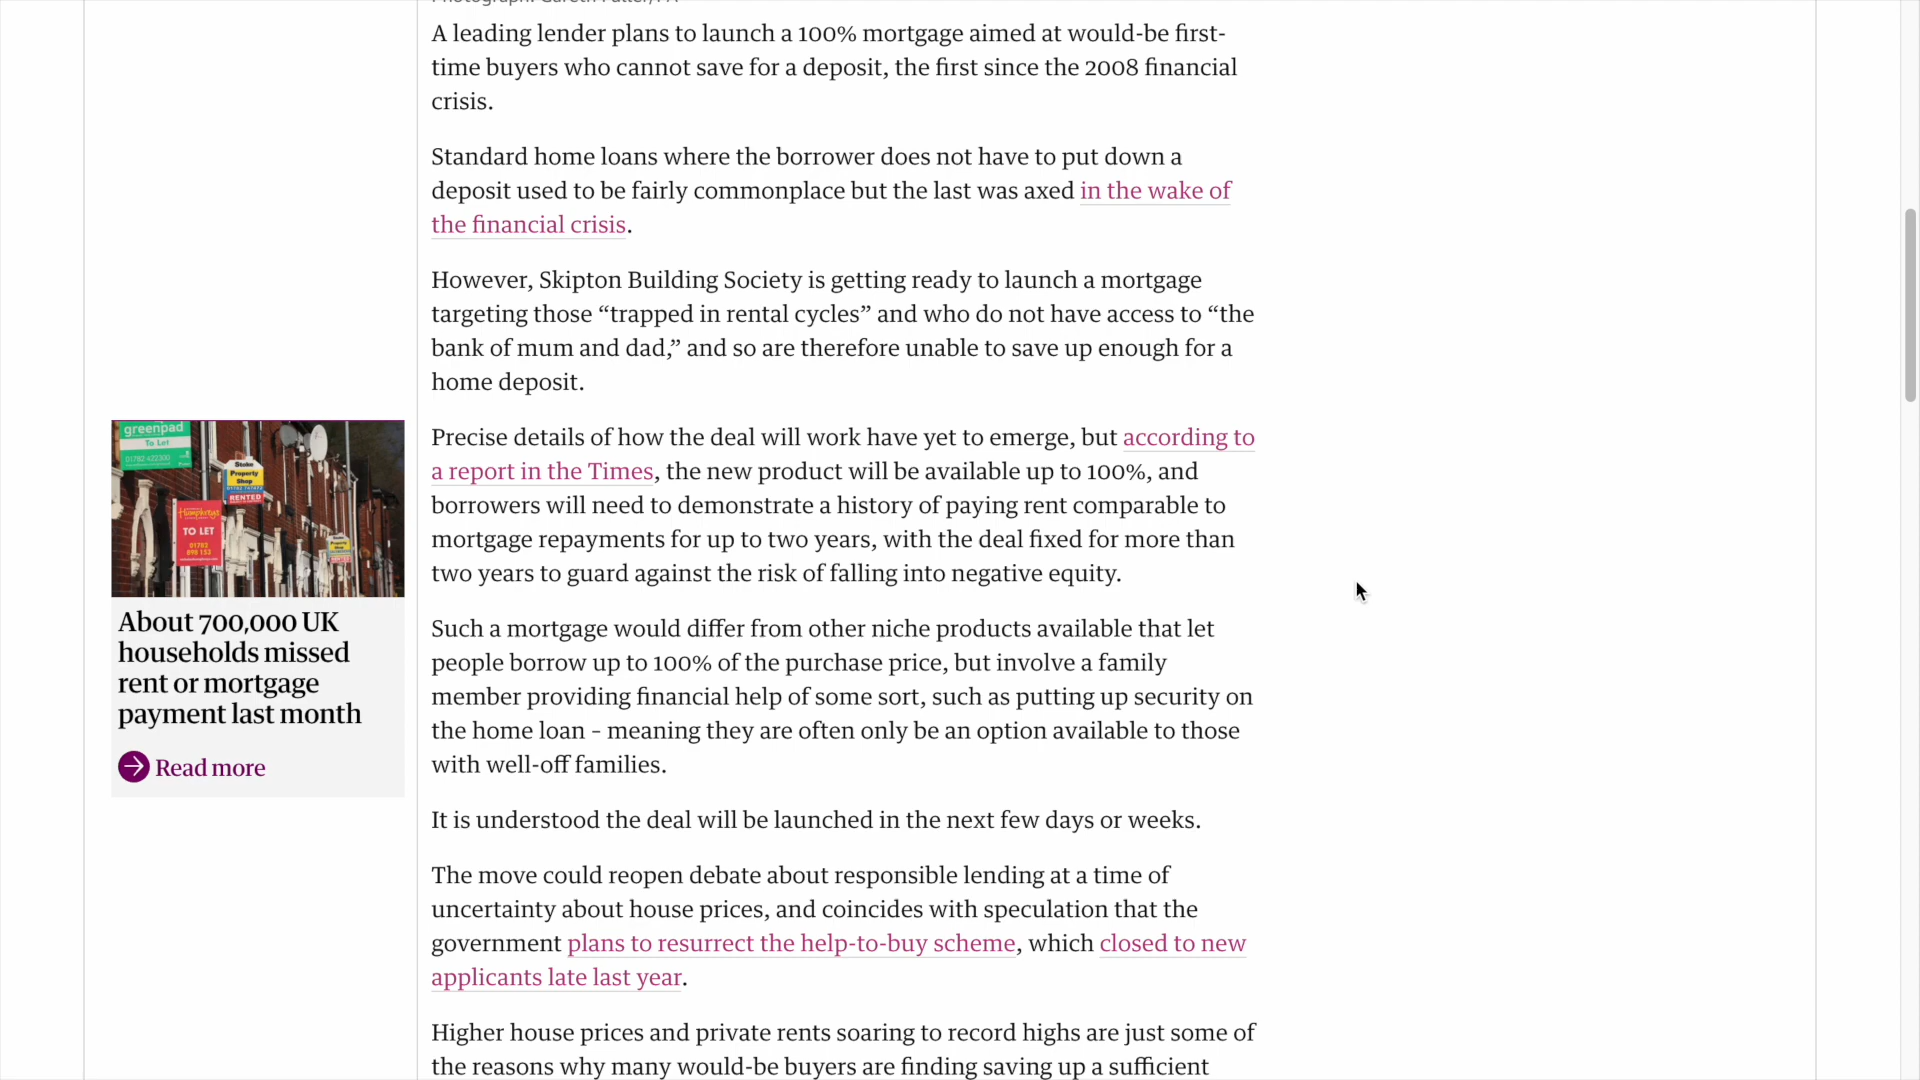 A leading lender plans to launch a 100% mortgage aimed at would-be first-
time buyers who cannot save for a deposit, the first since the 2008 financial
crisis.
Standard home loans where the borrower does not have to put down a
deposit used to be fairly commonplace but the last was axed in the wake of
the financial crisis.
However, Skipton Building Society is getting ready to launch a mortgage
targeting those “trapped in rental cycles” and who do not have access to “the
bank of mum and dad,” and so are therefore unable to save up enough for a
home deposit.
greenpad
To Let
01782 422300
Stoke
Property
Shop
RENTED
Humphreys
TO LET
01782
Stoke
Property
Shop
About 700,000 UK
households missed
rent or mortgage
payment last month
Read more
Precise details of how the deal will work have yet to emerge, but according to
a report in the Times, the new product will be available up to 100%, and
borrowers will need to demonstrate a history of paying rent comparable to
mortgage repayments for up to two years, with the deal fixed for more than
two years to guard against the risk of falling into negative equity.
Such a mortgage would differ from other niche products available that let
people borrow up to 100% of the purchase price, but involve a family
member providing financial help of some sort, such as putting up security on
the home loan – meaning they are often only be an option available to those
with well-off families.
It is understood the deal will be launched in the next few days or weeks.
The move could reopen debate about responsible lending at a time of
uncertainty about house prices, and coincides with speculation that the
government plans to resurrect the help-to-buy scheme, which closed to new
applicants late last year.
Higher house prices and private rents soaring to record highs are just some of
the reasons why many would-be buyers are finding saving up a sufficient